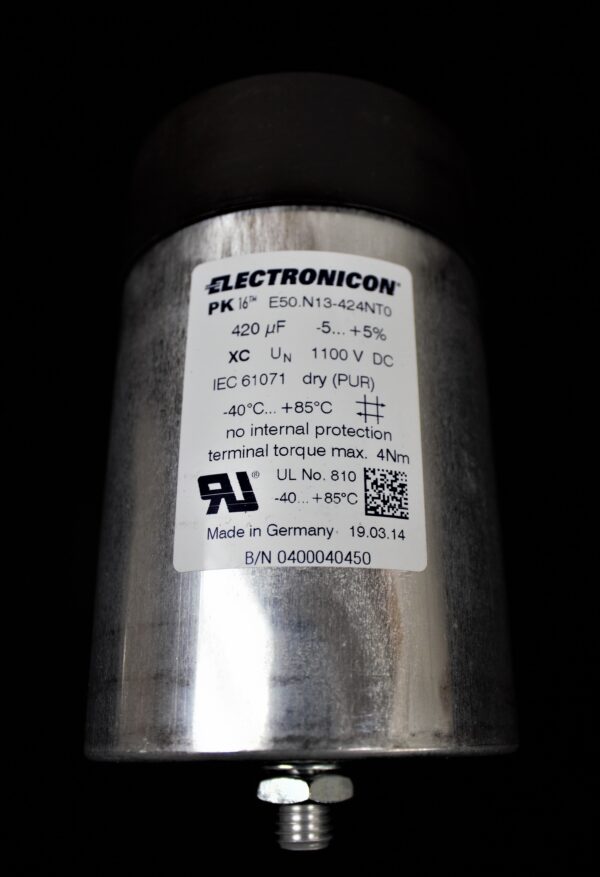 ELECTRONICON®
PK 16™ E50.N13-424NT0
420 µF -5... +5%
XC UN 1100 V DC
IEC 61071 dry (PUR)
-40°C... +85°C
no internal protection
terminal torque max. 4Nm
UL No. 810
-40... +85°C
Made in Germany 19.03.14
B/N 0400040450